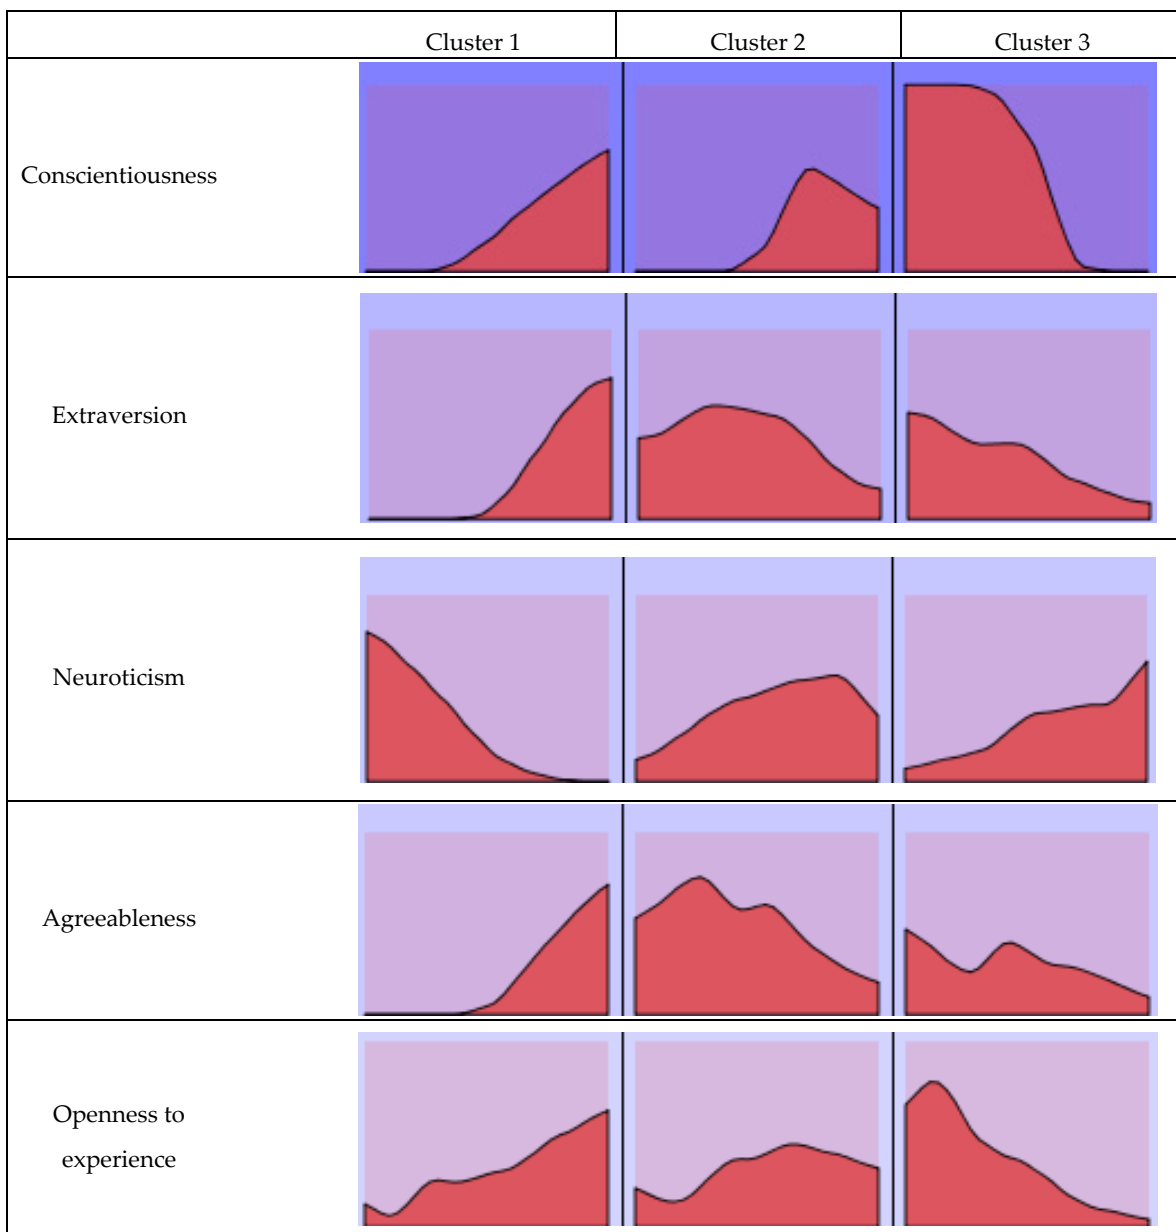 Cluster 1
Cluster 2
Cluster 3
Conscientiousness
Extraversion
Neuroticism
Agreeableness
Openness to
experience